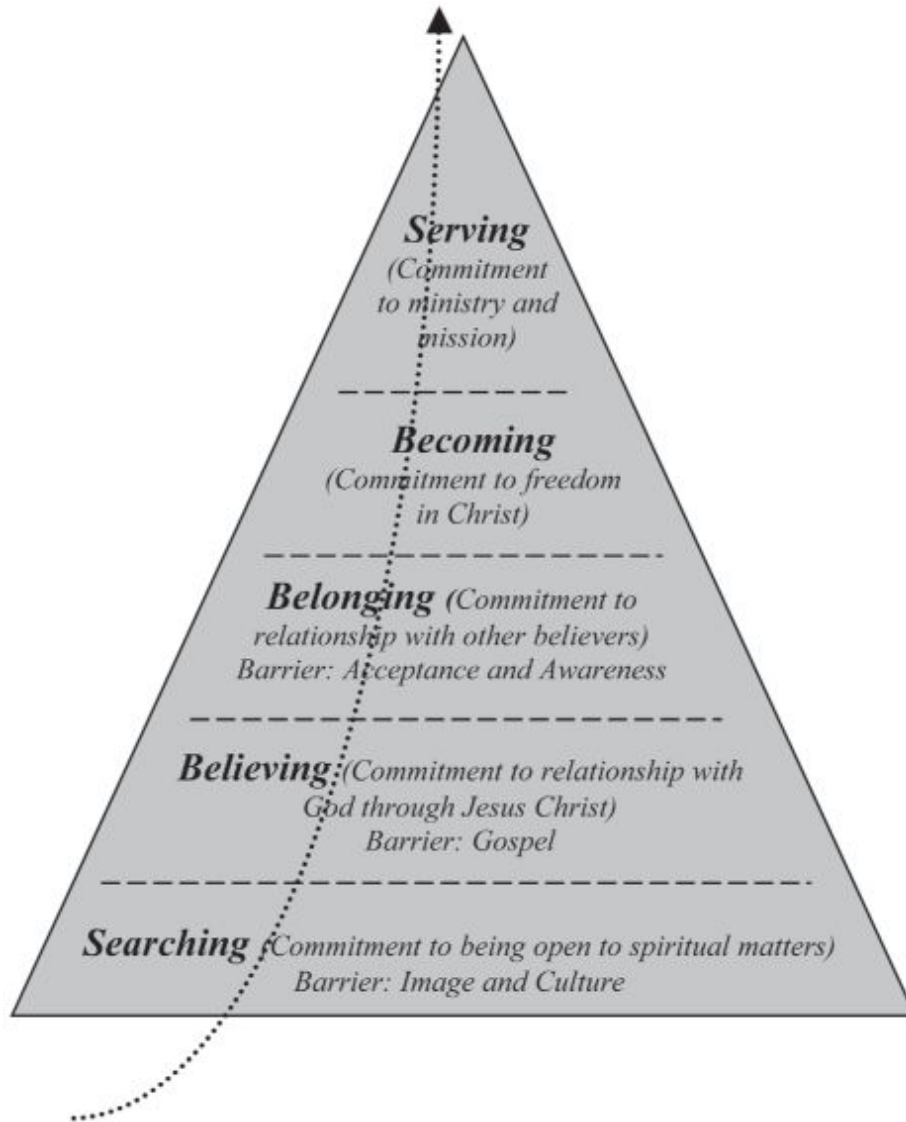 Serving
(Commitment
to ministry and
mission)
Becoming
(Commitment to freedom
in Christ)
Belonging (Commitment to
relationship with other believers)
Barrier: Acceptance and Awareness
Believing (Commitment to relationship with
God through Jesus Christ)
Barrier: Gospel
Searching (Commitment to being open to spiritual matters)
Barrier: Image and Culture